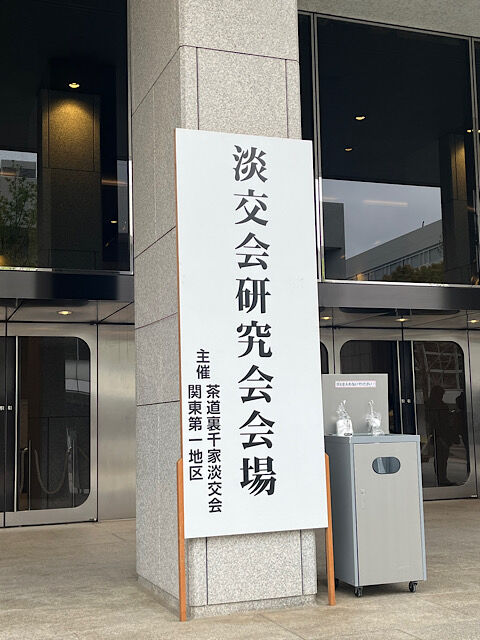 淡交会研究会会場
主催 茶道裏千家淡交会
関東第一地区